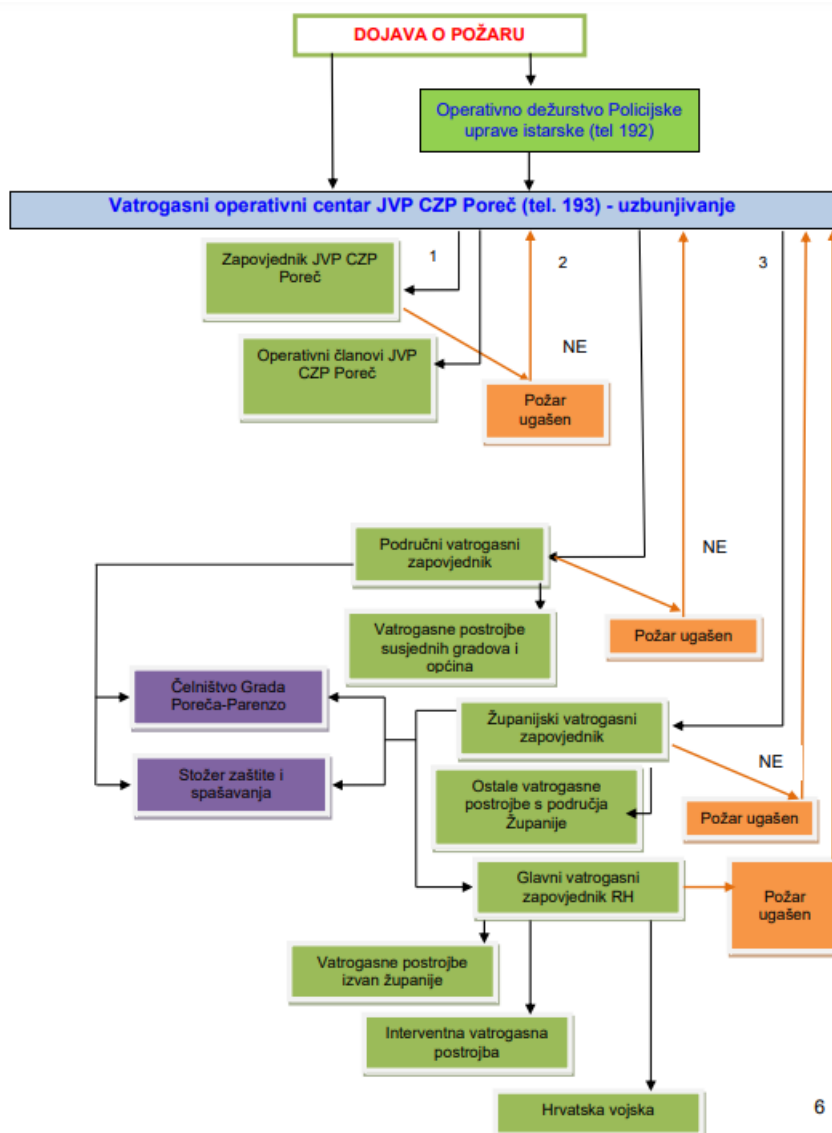 DOJAVA O POŽARU
Operativno dežurstvo Policijske
uprave istarske (tel 192)
Vatrogasni operativni centar JVP CZP Poreč (tel. 193) - uzbunjivanje
Zapovjednik JVP CZP
Poreč
1
2
3
Operativni članovi JVP
CZP Poreč
NE
Požar
ugašen
Područni vatrogasni
zapovjednik
NE
Vatrogasne postrojbe
susjednih gradova i
općina
Požar ugašen
Čelništvo Grada
Poreča-Parenzo
Županijski vatrogasni
zapovjednik
NE
Stožer zaštite i
spašavanja
Ostale vatrogasne
postrojbe s područja
Županije
Požar ugašen
Glavni vatrogasni
zapovjednik RH
Požar
ugašen
Vatrogasne postrojbe
izvan županije
Interventna vatrogasna
postrojba
Hrvatska vojska
6